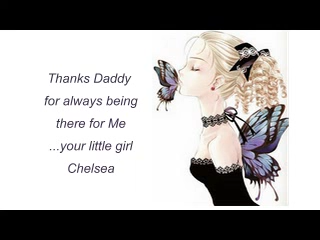 Thanks Daddy
for always being
there for Me
...your little girl
Chelsea